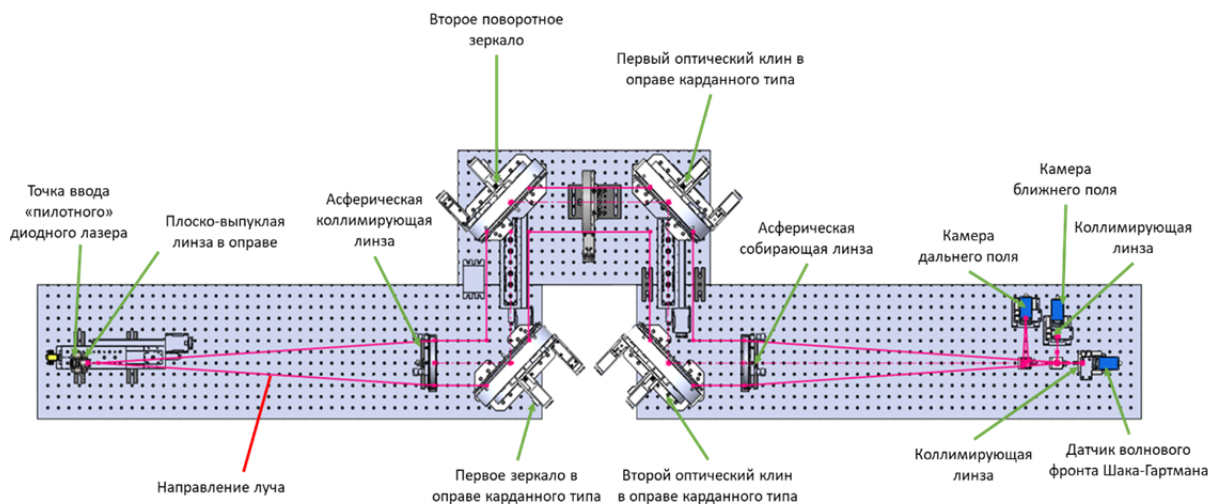 Второе поворотное
зеркало
Первый оптический клин в
оправе карданного типа
Точка ввода
«пилотного»
диодного лазера
Плоско-выпуклая
линза в оправе
Асферическая
коллимирующая
линза
Асферическая
собирающая линза
Камера
ближнего поля
Камера
дальнего поля
Коллимирующая
линза
Направление луча
Первое зеркало в
оправе карданного типа
Второй оптический клин
в оправе карданного типа
Коллимирующая
линза
Датчик волнового
фронта Шака-Гартмана